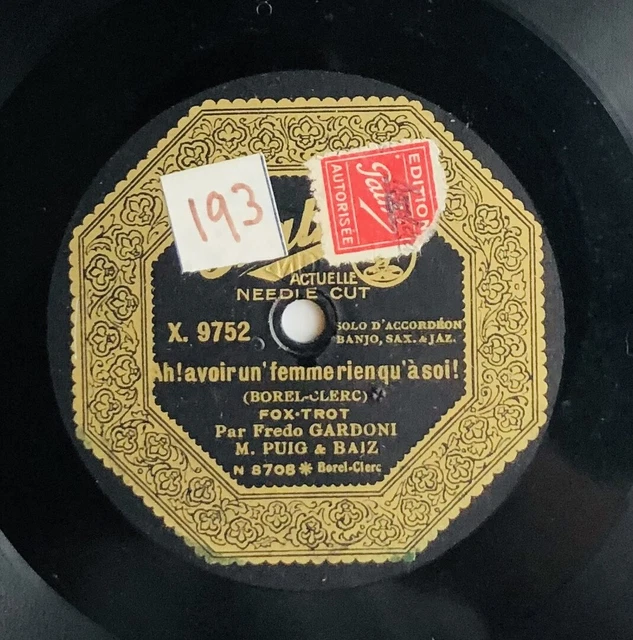 193
EDITION
Pathé
AUTORISÉE
ACTUELLE
NEEDLE CUT
X. 9752
SOLO D'ACCORDÉON
BANJO, SAX. & JAZ.
Ah! avoir un' femme rien qu'à soi!
(BOREL-CLERC)
FOX-TROT
Par Fredo GARDONI
M. PUIG & BAIZ
N 8708 * Borel-Clerc